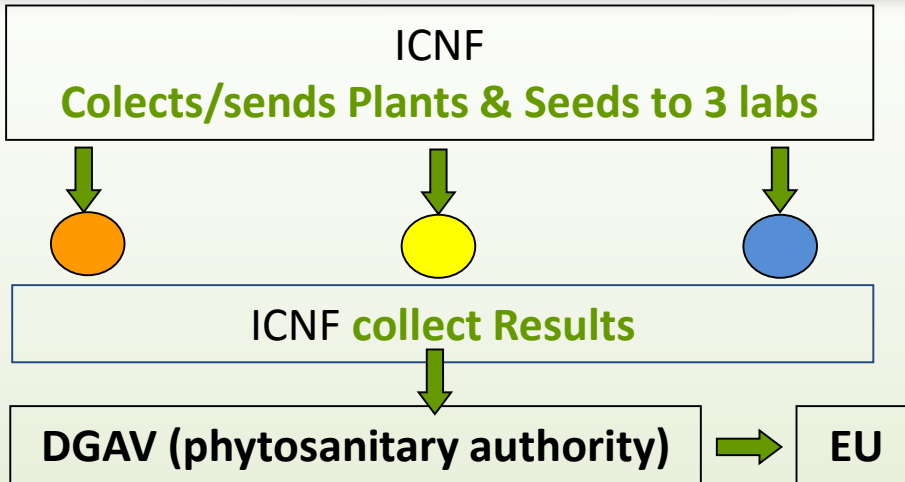 ICNF
Colects/sends Plants & Seeds to 3 labs
ICNF collect Results
DGAV (phytosanitary authority)
EU